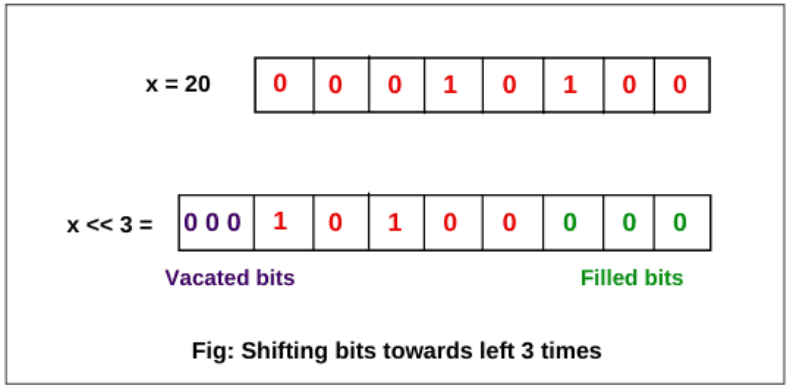 x = 20 0 0 0 1 0 1 0 0
x << 3 = 0 0 0 1 0 1 0 0 0 0 0
Vacated bits Filled bits
Fig: Shifting bits towards left 3 times